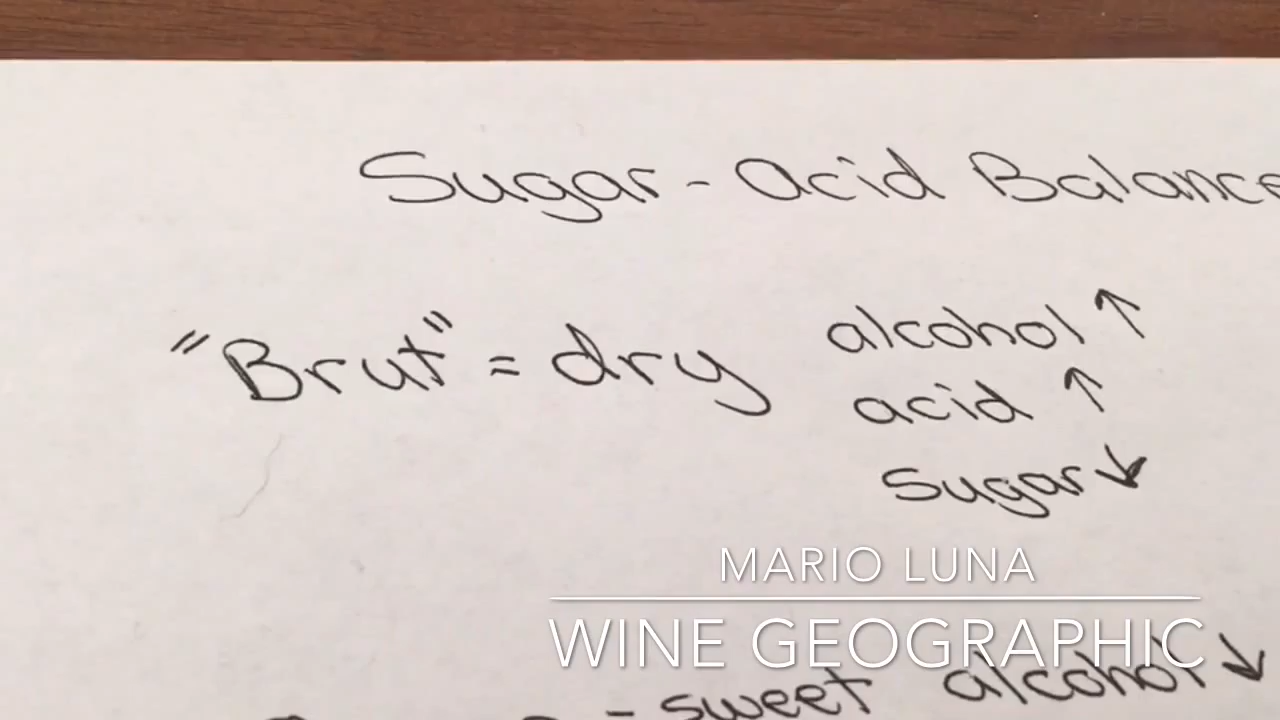 Sugar - Acid Balance
"Brut" = dry
alcohol ↑
acid ↑
Sugar ↓
MARIO LUNA
WINE GEOGRAPHIC
- sweet alcohol ↓